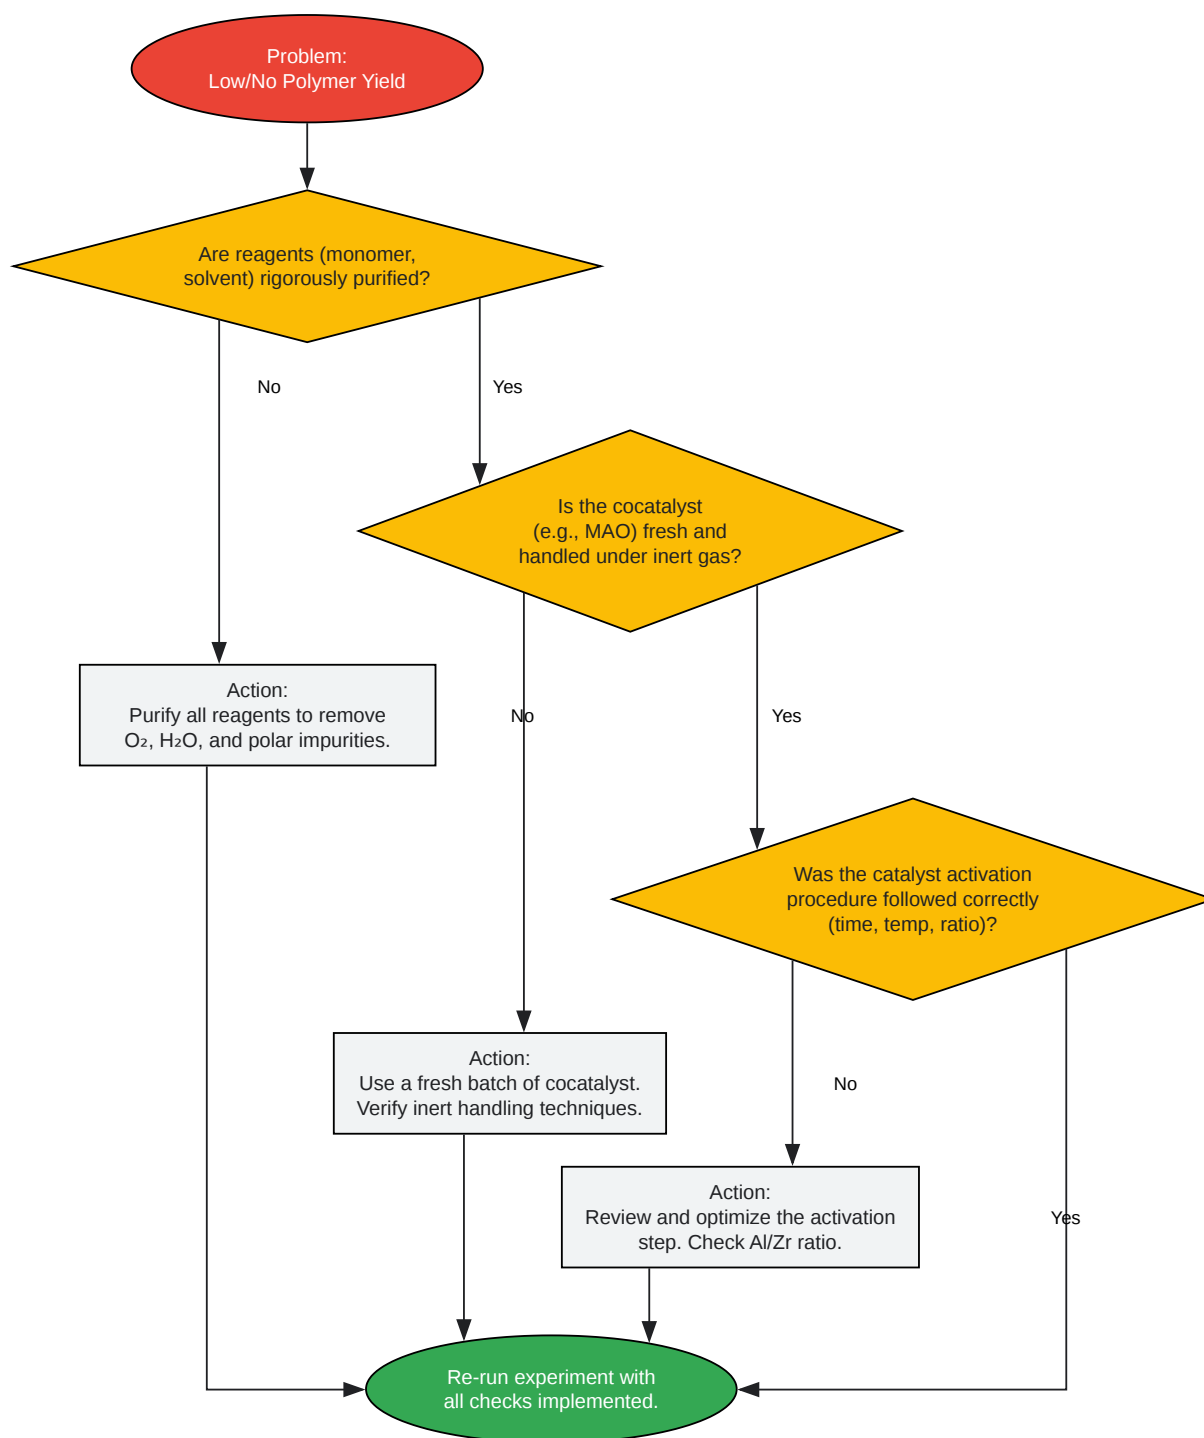 Problem:
Low/No Polymer Yield
Are reagents (monomer,
solvent) rigorously purified?
No
Yes
Is the cocatalyst
(e.g., MAO) fresh and
handled under inert gas?
Action:
Purify all reagents to remove
O₂, H₂O, and polar impurities.
No
Yes
Was the catalyst activation
procedure followed correctly
(time, temp, ratio)?
Action:
Use a fresh batch of cocatalyst.
Verify inert handling techniques.
No
Action:
Review and optimize the activation
step. Check Al/Zr ratio.
Yes
Re-run experiment with
all checks implemented.